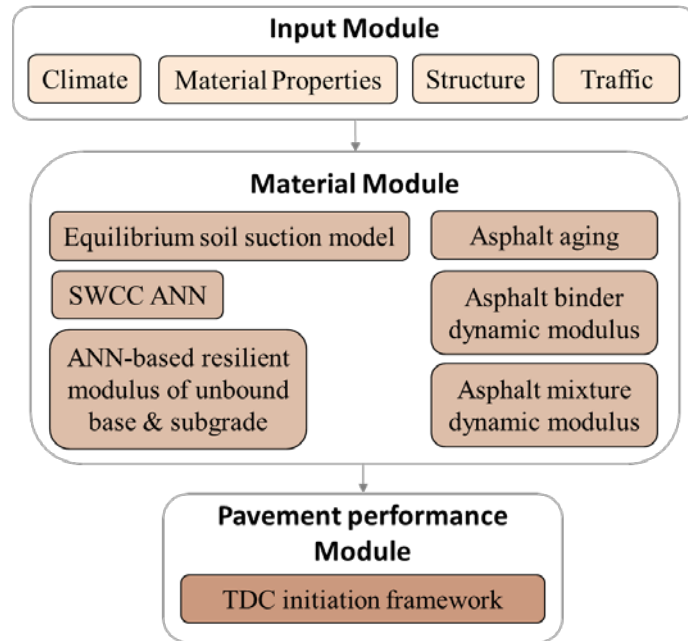 Input Module
Climate
Material Properties
Structure
Traffic
Material Module
Equilibrium soil suction model
SWCC ANN
ANN-based resilient
modulus of unbound
base & subgrade
Asphalt aging
Asphalt binder
dynamic modulus
Asphalt mixture
dynamic modulus
Pavement performance
Module
TDC initiation framework